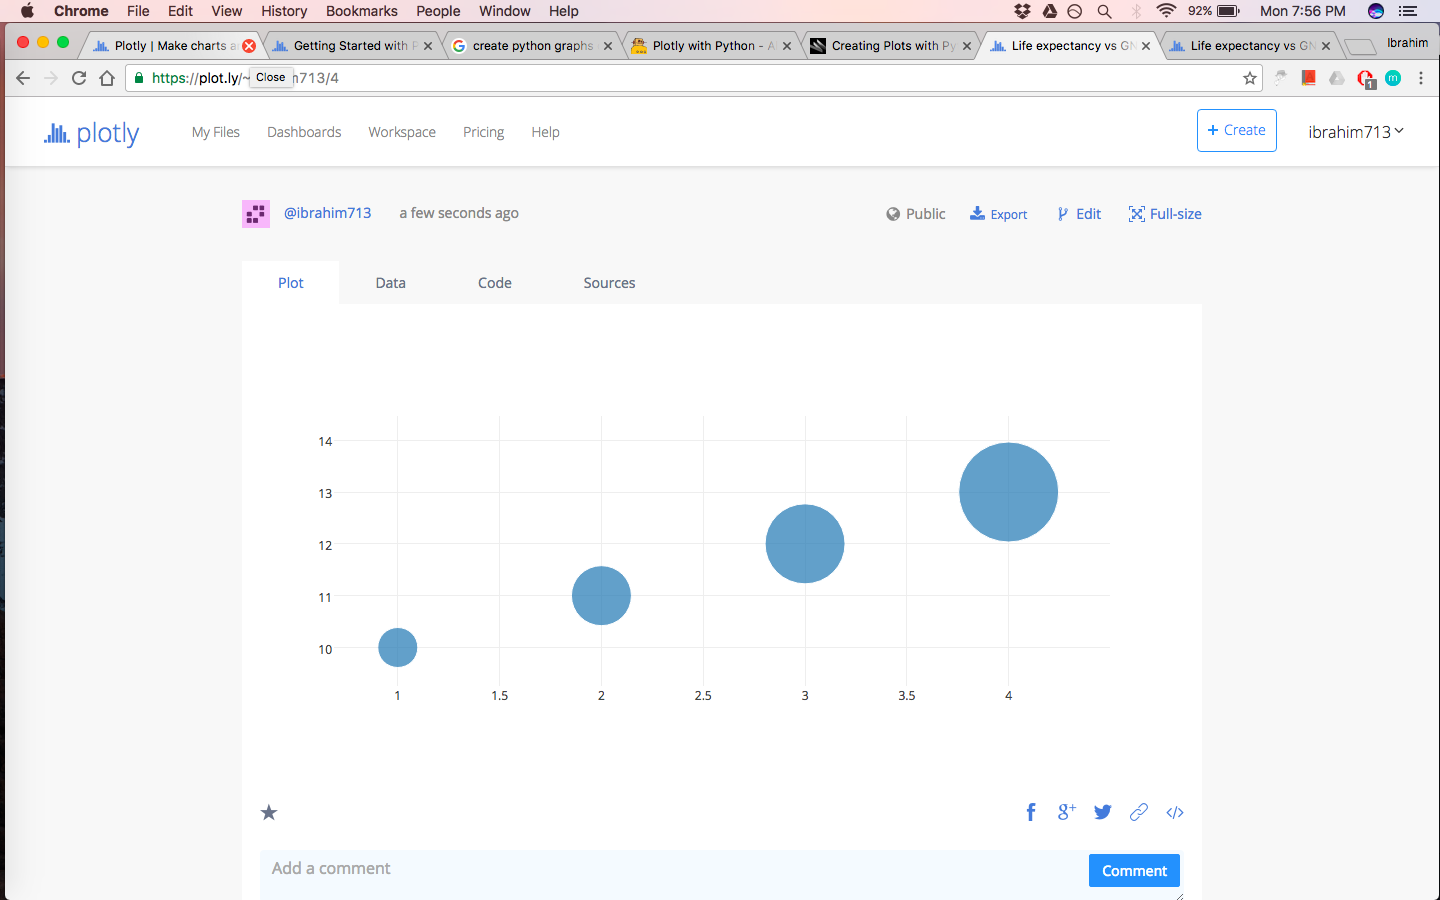 Chrome File Edit View History Bookmarks People Window Help 92% Mon 7:56 PM
Plotly | Make charts a Getting Started with P create python graphs Plotly with Python - A Creating Plots with Py Life expectancy vs GN Life expectancy vs GN Ibrahim
https://plot.ly/~ Close m713/4 1 m
plotly My Files Dashboards Workspace Pricing Help + Create ibrahim713
@ibrahim713 a few seconds ago Public Export Edit Full-size
Plot Data Code Sources
14
13
12
11
10
1 1.5 2 2.5 3 3.5 4
f g+ </>
Add a comment Comment